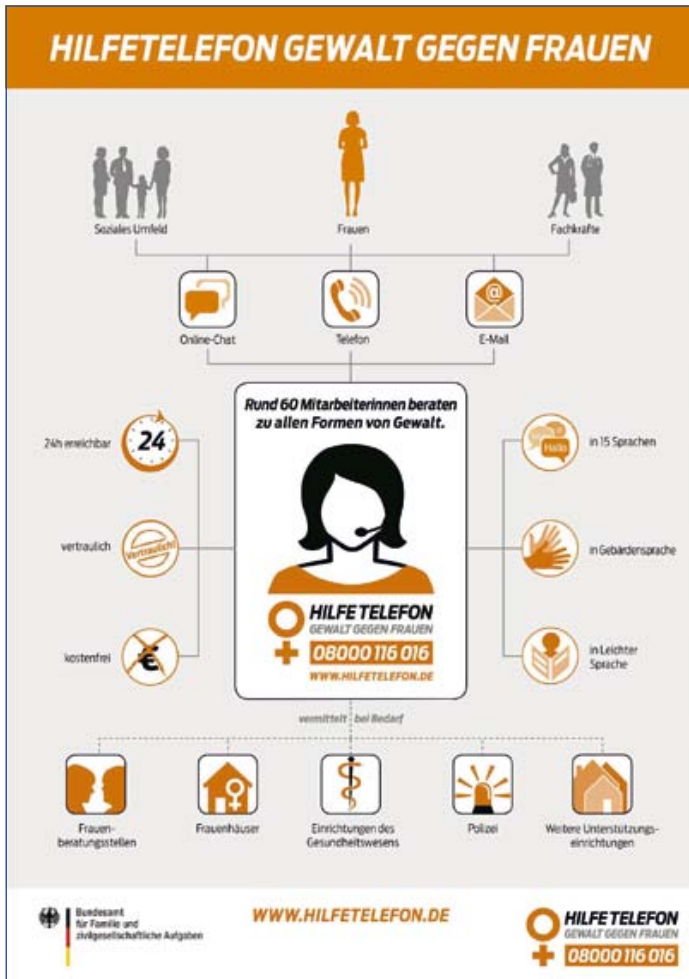 HILFETELEFON GEWALT GEGEN FRAUEN
Soziales Umfeld
Frauen
Fachkräfte
Online-Chat
Telefon
@
E-Mail
Rund 60 Mitarbeiterinnen beraten
zu allen Formen von Gewalt.
24h erreichbar
24
Hallo
in 15 Sprachen
vertraulich
Vertraulich!
in Gebärdensprache
kostenfrei
€
in Leichter
Sprache
HILFE TELEFON
GEWALT GEGEN FRAUEN
08000 116 016
WWW.HILFETELEFON.DE
vermittelt bei Bedarf
Frauen-
beratungsstellen
Frauenhäuser
Einrichtungen des
Gesundheitswesens
Polizei
Weitere Unterstützungs-
einrichtungen
Bundesamt
für Familie und
zivilgesellschaftliche Aufgaben
WWW.HILFETELEFON.DE
HILFE TELEFON
GEWALT GEGEN FRAUEN
08000 116 016